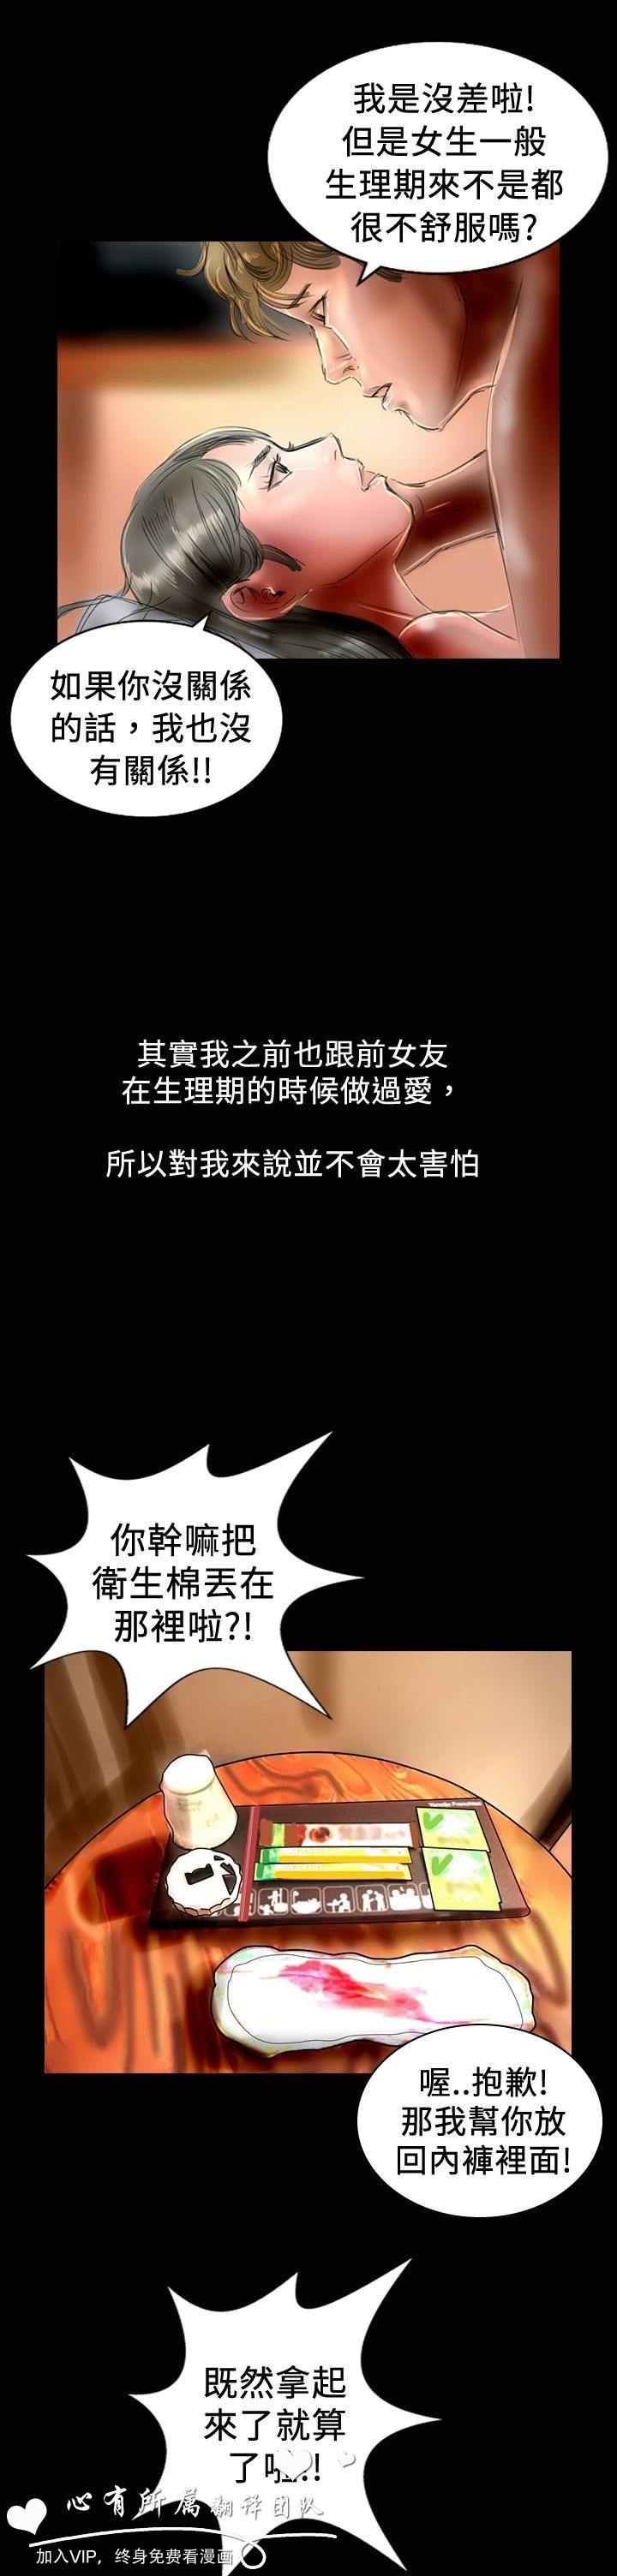 我是沒差啦!
但是女生一般
生理期來不是都
很不舒服嗎?
如果你沒關係
的話，我也沒
有關係!!
其實我之前也跟前女友
在生理期的時候做過愛，
所以對我來說並不會太害怕
你幹嘛把
衛生棉丟在
那裡啦?!
喔..抱歉!
那我幫你放
回內褲裡面!
既然拿起
來了就算
了啦!!
心有所属翻译团队
加入VIP，终身免费看漫画